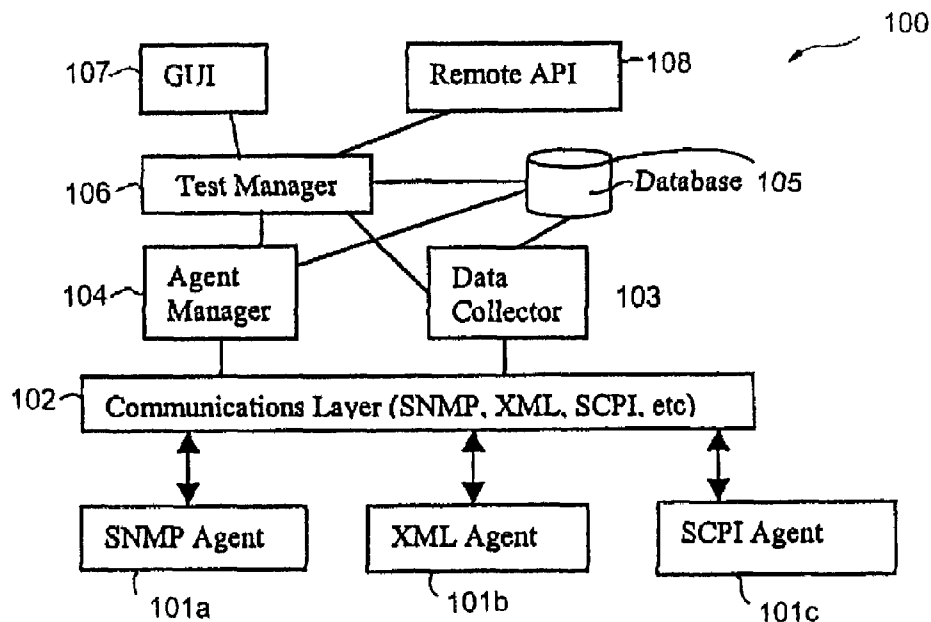 100
107
GUI
Remote API
108
106
Test Manager
Database
105
104
Agent
Manager
Data
Collector
103
102
Communications Layer (SNMP, XML, SCPI, etc)
SNMP Agent
XML Agent
SCPI Agent
101a
101b
101c